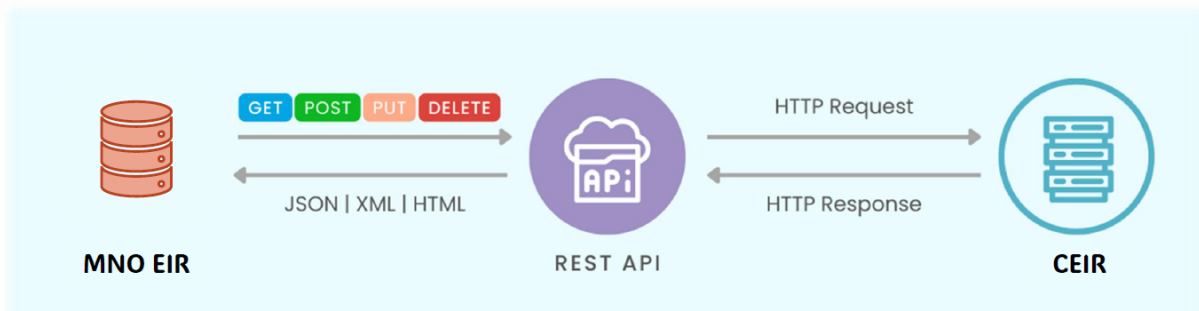 GET POST PUT DELETE
HTTP Request
APi
JSON | XML | HTML
HTTP Response
MNO EIR
REST API
CEIR